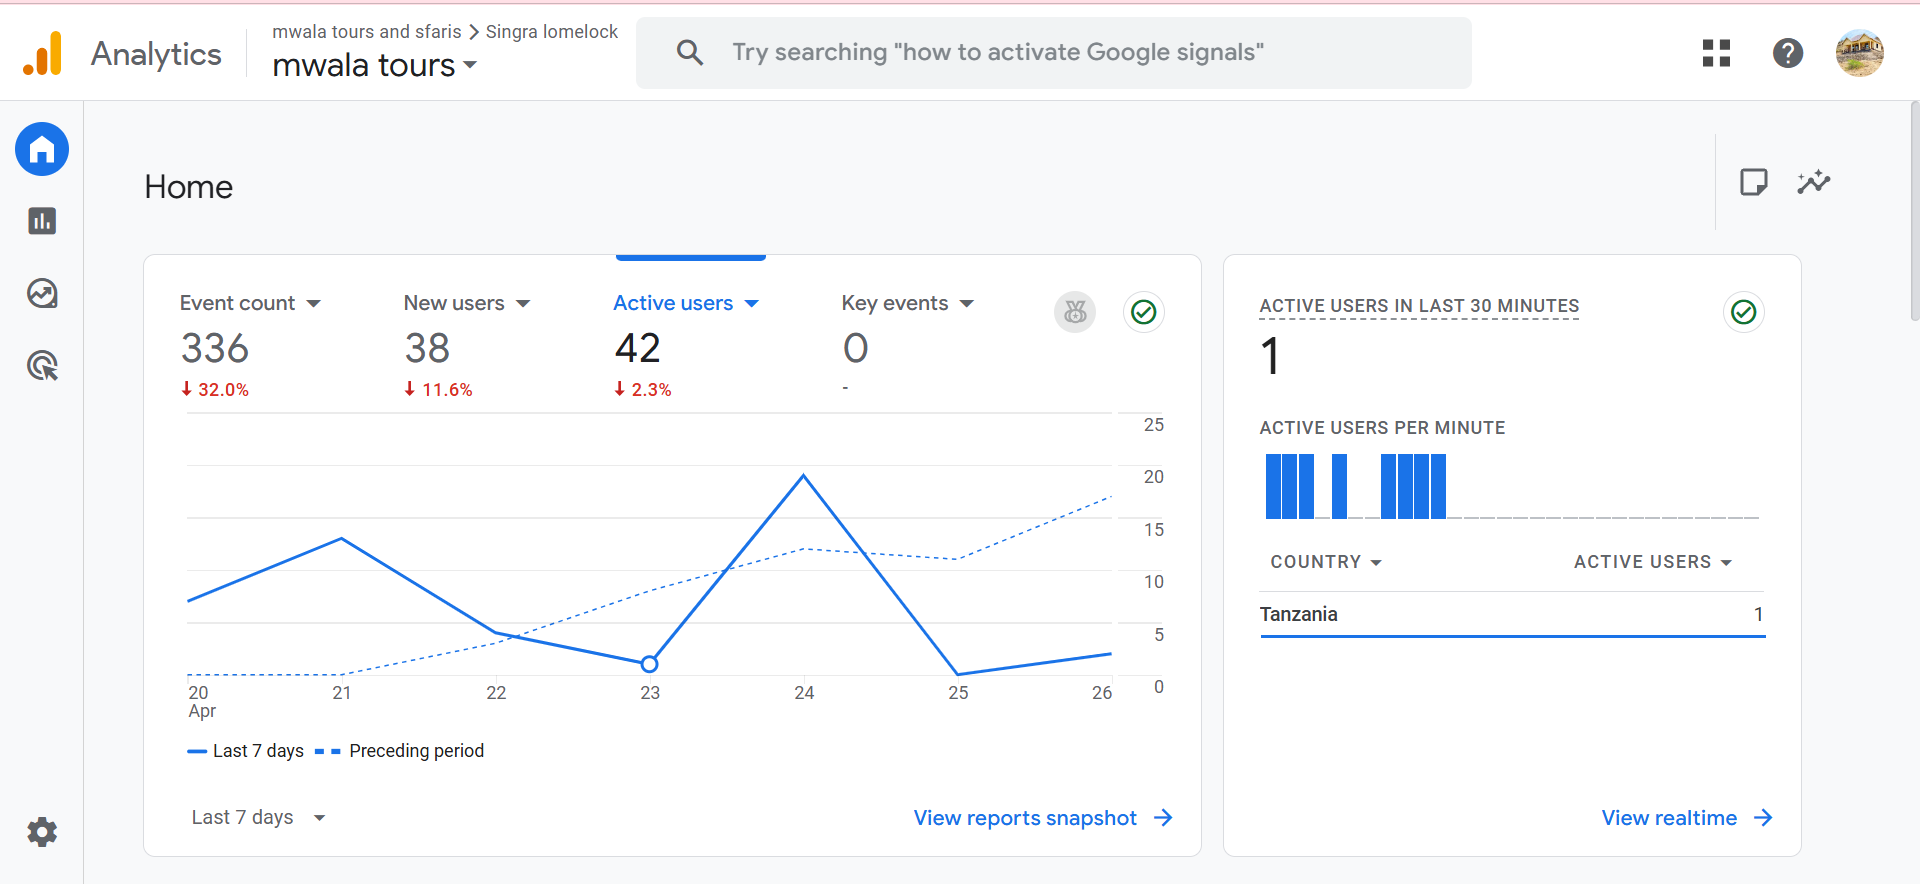 Analytics
mwala tours and sfaris > Singra lomelock
mwala tours
Try searching "how to activate Google signals"
Home
Event count
336
32.0%
New users
38
11.6%
Active users
42
2.3%
Key events
0
-
25
20
15
10
5
0
20 21 22 23 24 25 26
Apr
Last 7 days Preceding period
Last 7 days
View reports snapshot
ACTIVE USERS IN LAST 30 MINUTES
1
ACTIVE USERS PER MINUTE
COUNTRY ACTIVE USERS
Tanzania 1
View realtime